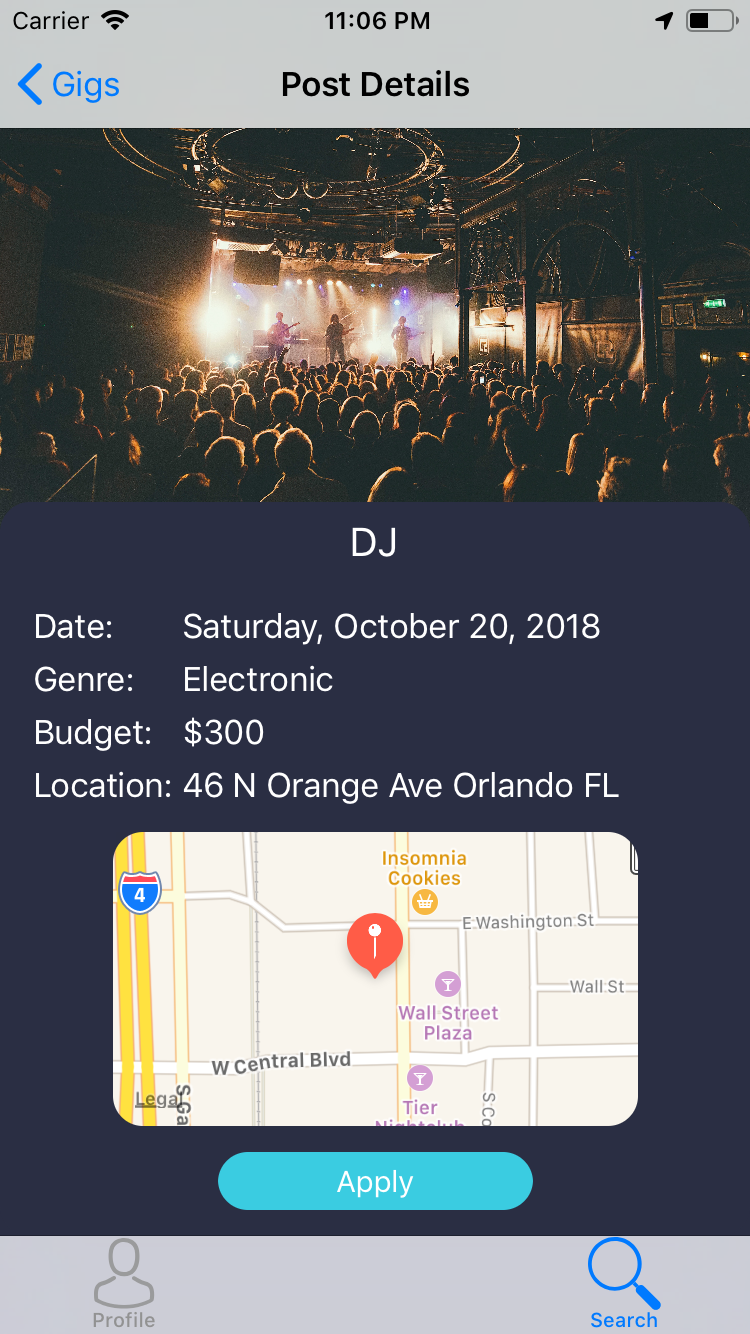 Carrier 11:06 PM
Gigs Post Details
DJ
Date: Saturday, October 20, 2018
Genre: Electronic
Budget: $300
Location: 46 N Orange Ave Orlando FL
Insomnia
Cookies
4
E Washington St
Wall St
Wall Street
Plaza
W Central Blvd
Legal
S Ga
Tier
Nightclub
S Co
Apply
Profile Search